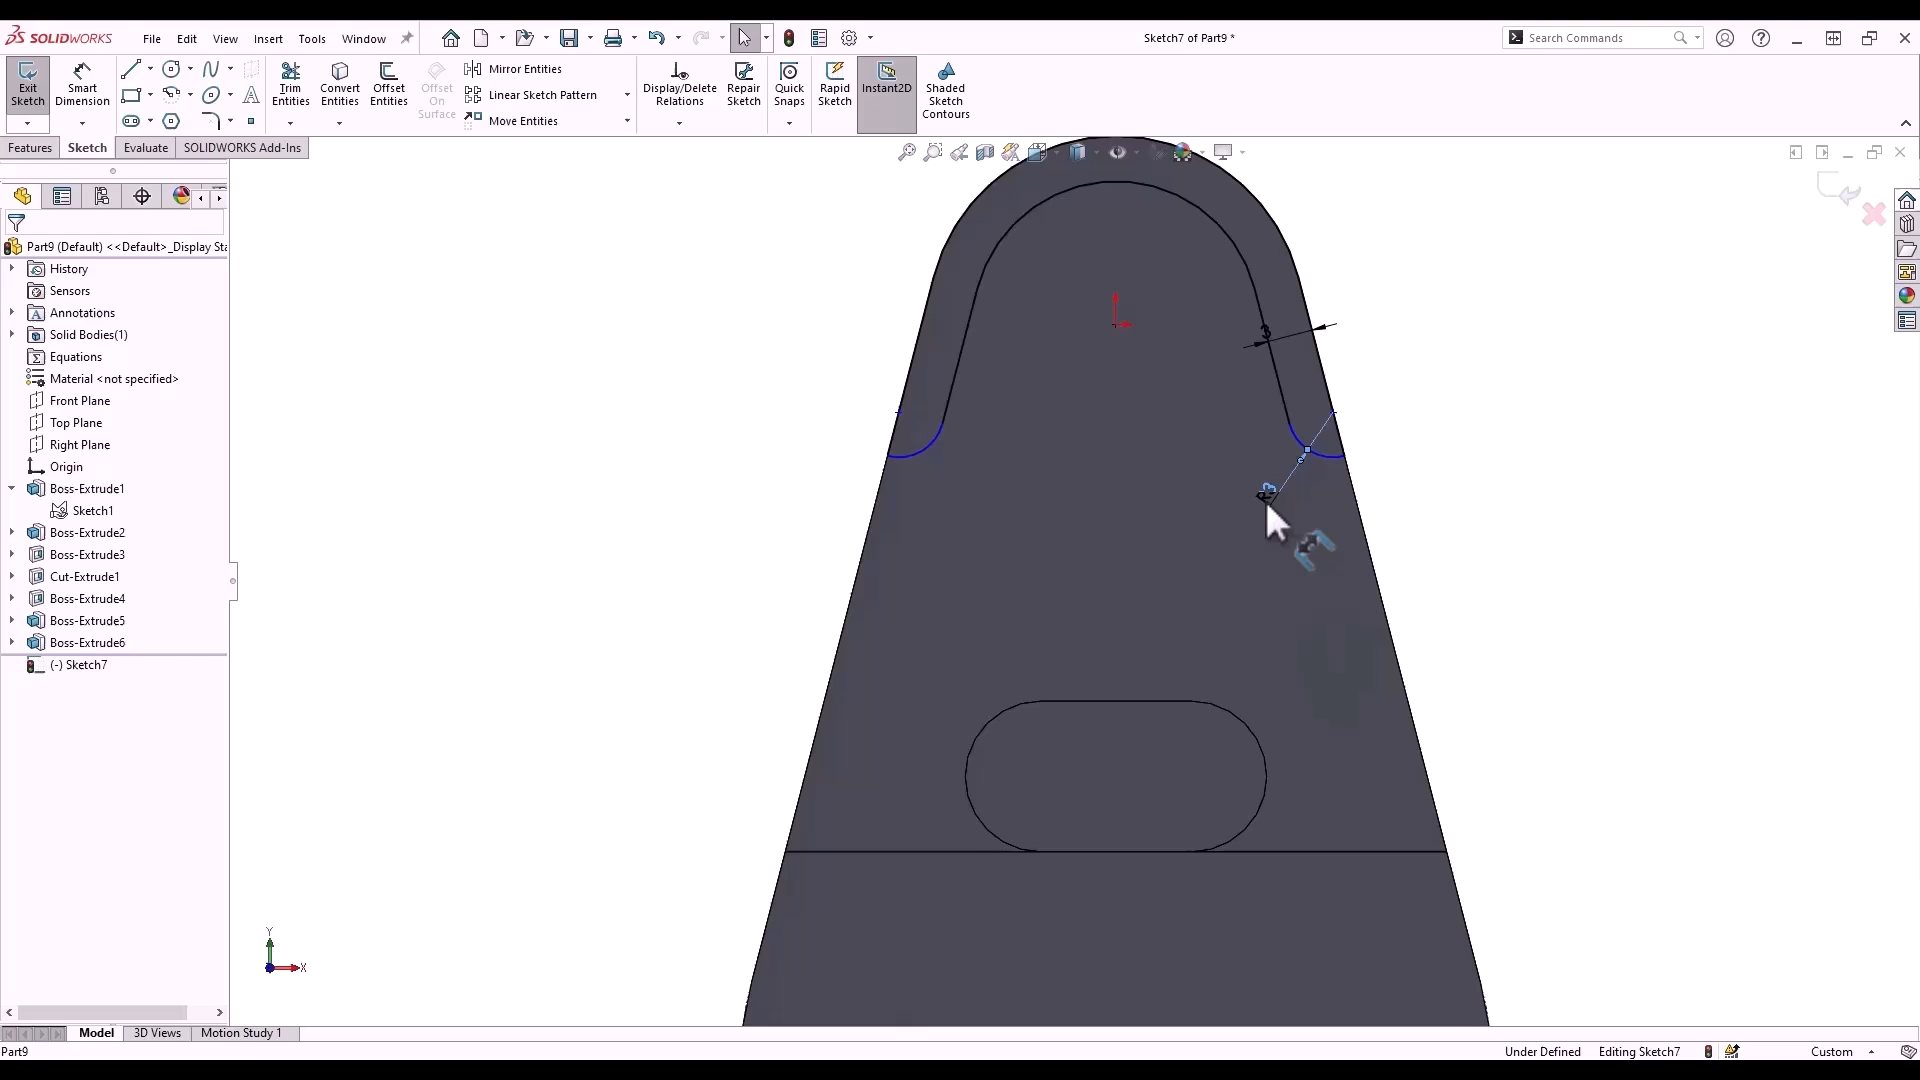 SOLIDWORKS File Edit View Insert Tools Window Sketch7 of Part9 * Search Commands
Exit Sketch
Smart Dimension
Trim Entities
Convert Entities
Offset Entities
Offset On Surface
Mirror Entities
Linear Sketch Pattern
Move Entities
Display/Delete Relations
Repair Sketch
Quick Snaps
Rapid Sketch
Instant2D
Shaded Sketch Contours
Features Sketch Evaluate SOLIDWORKS Add-Ins
Part9 (Default) <<Default>_Display Sta
History
Sensors
Annotations
Solid Bodies(1)
Equations
Material <not specified>
Front Plane
Top Plane
Right Plane
Origin
Boss-Extrude1
Sketch1
Boss-Extrude2
Boss-Extrude3
Cut-Extrude1
Boss-Extrude4
Boss-Extrude5
Boss-Extrude6
(-) Sketch7
3
R3
Y
X
Model 3D Views Motion Study 1
Part9 Under Defined Editing Sketch7 Custom